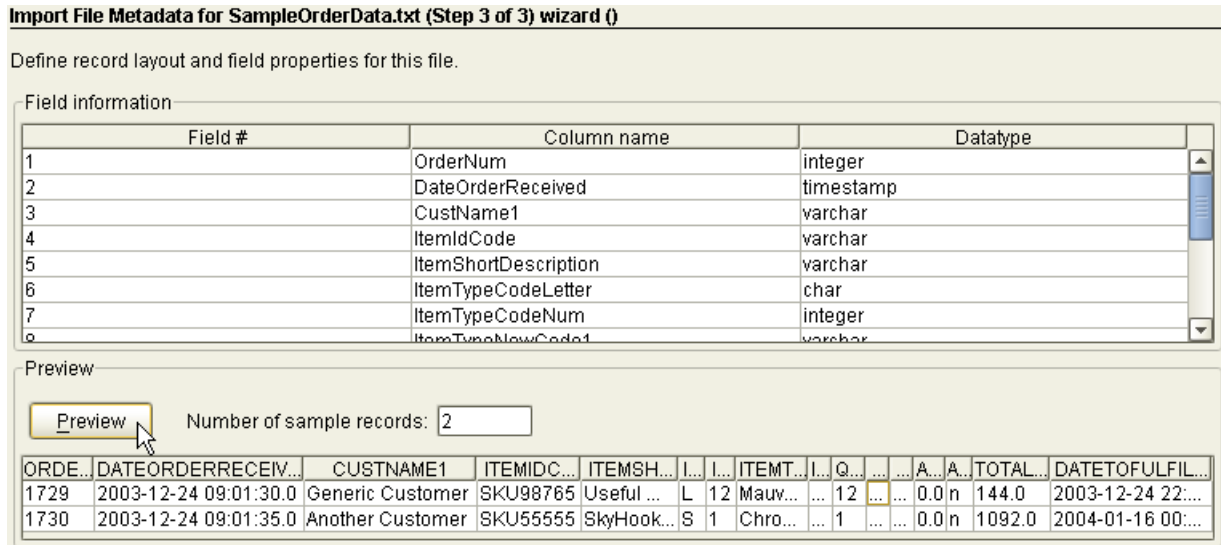 Import File Metadata for SampleOrderData.txt (Step 3 of 3) wizard ()
Define record layout and field properties for this file.
Field information
Field # Column name Datatype
1 OrderNum integer
2 DateOrderReceived timestamp
3 CustName1 varchar
4 ItemIdCode varchar
5 ItemShortDescription varchar
6 ItemTypeCodeLetter char
7 ItemTypeCodeNum integer
8 ItemTypeNewCode1 varchar
Preview
Preview Number of sample records: 2
ORDE... DATEORDERRECEIV... CUSTNAME1 ITEMIDC... ITEMSH... I... I... ITEMT... I... Q... ... ... A... A... TOTAL... DATETOFULFIL...
1729 2003-12-24 09:01:30.0 Generic Customer SKU98765 Useful ... L 12 Mauv... ... 12 ... ... 0.0 n 144.0 2003-12-24 22:...
1730 2003-12-24 09:01:35.0 Another Customer SKU55555 SkyHook... S 1 Chro... ... 1 ... ... 0.0 n 1092.0 2004-01-16 00:...